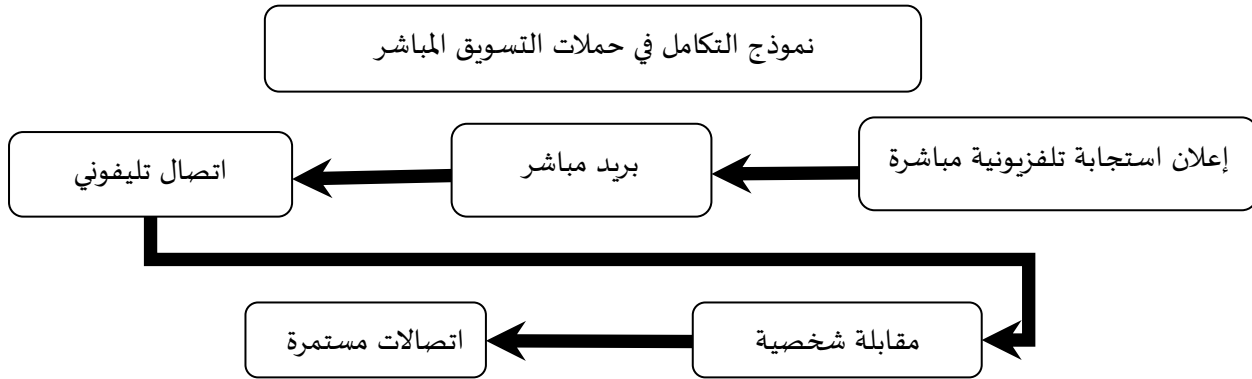 نموذج التكامل في حملات التسويق المباشر
إعلان استجابة تلفزيونية مباشرة
بريد مباشر
اتصال تليفوني
مقابلة شخصية
اتصالات مستمرة